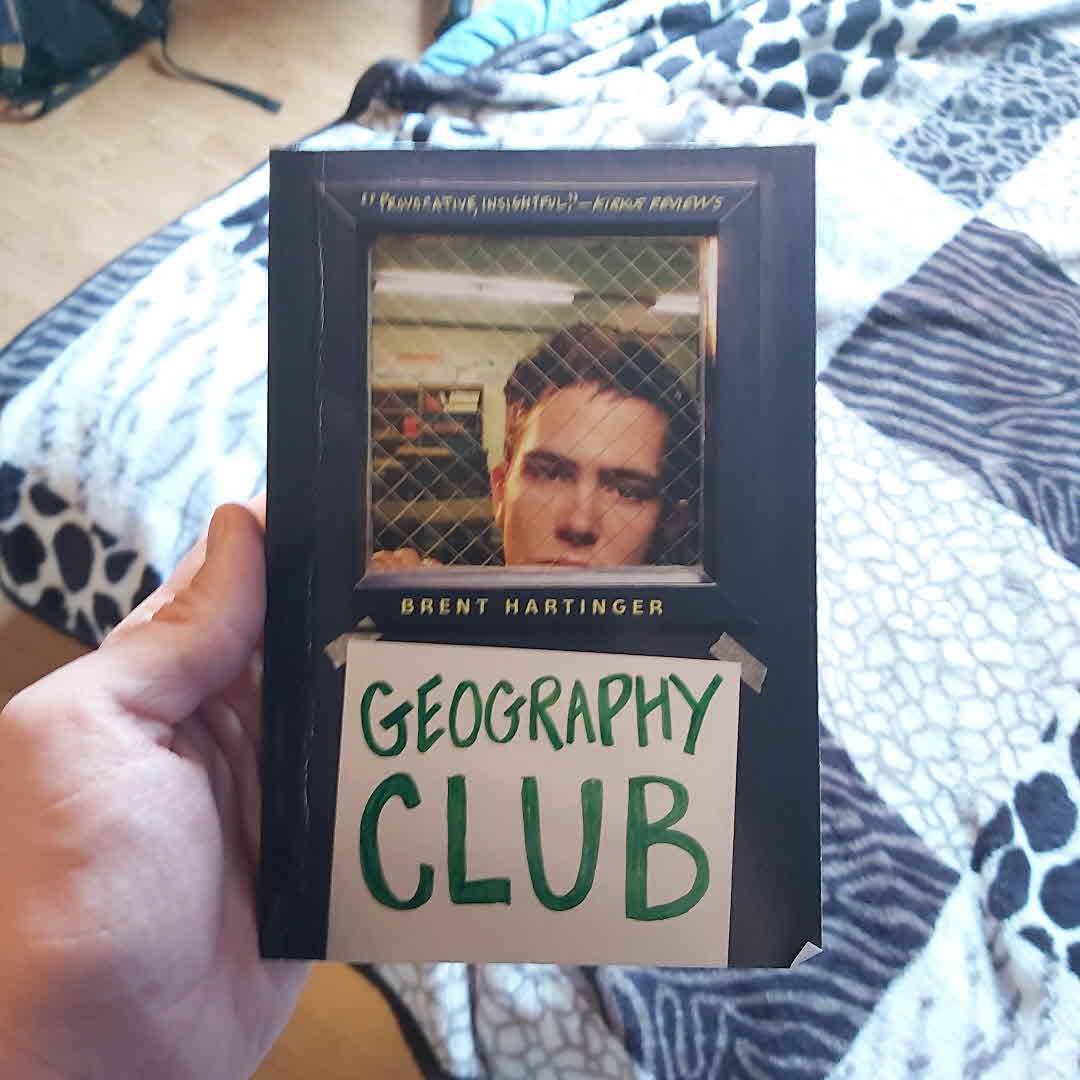 "PROVOCATIVE, INSIGHTFUL."—KIRKUS REVIEWS
BRENT HARTINGER
GEOGRAPHY
CLUB